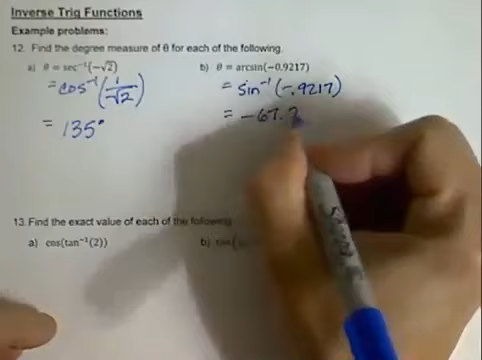 Inverse Trig Functions
Example problems:
12. Find the degree measure of θ for each of the following.
a) θ = sec⁻¹(−√2) b) θ = arcsin(−0.9217)
= cos⁻¹(1/−√2) = sin⁻¹(−.9217)
= 135° = −67.
13. Find the exact value of each of the following
a) cos(tan⁻¹(2)) b)